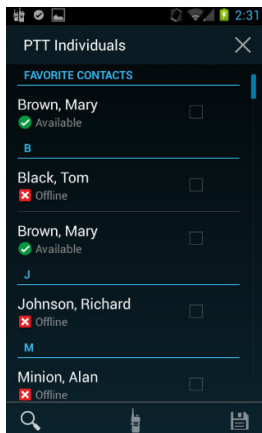 2:31
PTT Individuals
FAVORITE CONTACTS
Brown, Mary
Available
B
Black, Tom
Offline
Brown, Mary
Available
J
Johnson, Richard
Offline
M
Minion, Alan
Offline